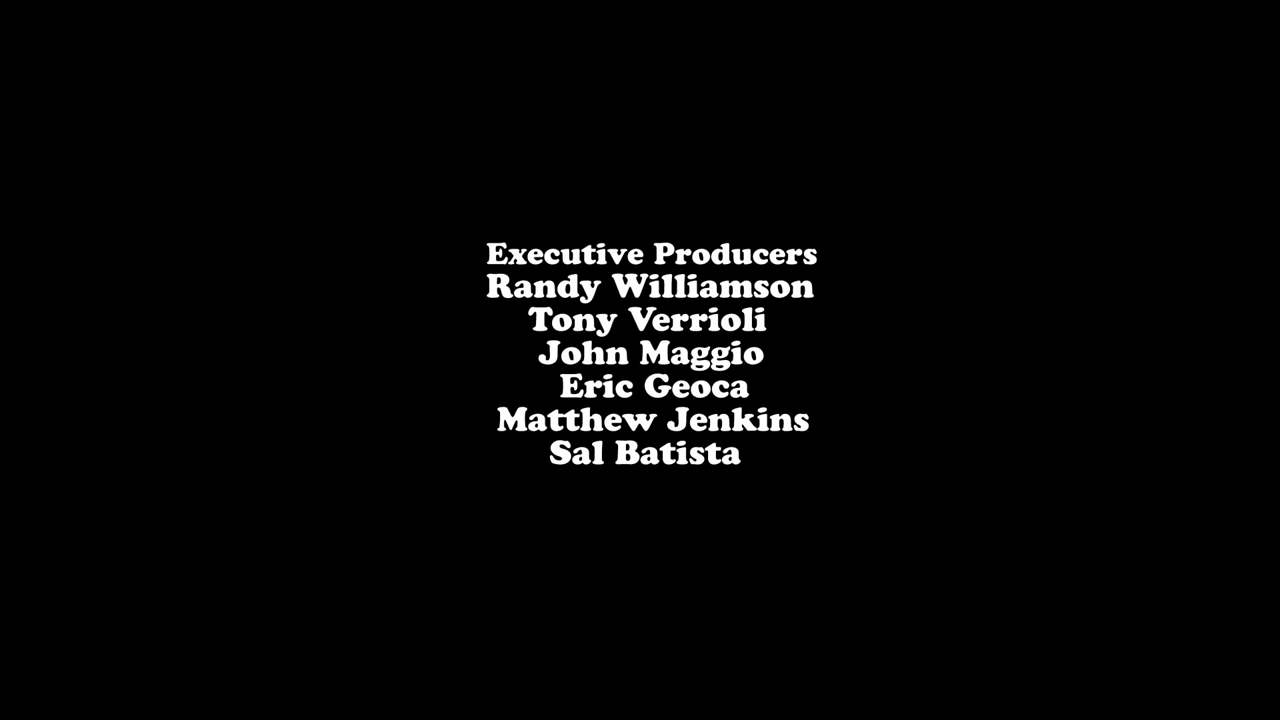 Executive Producers
Randy Williamson
Tony Verrioli
John Maggio
Eric Geoca
Matthew Jenkins
Sal Batista